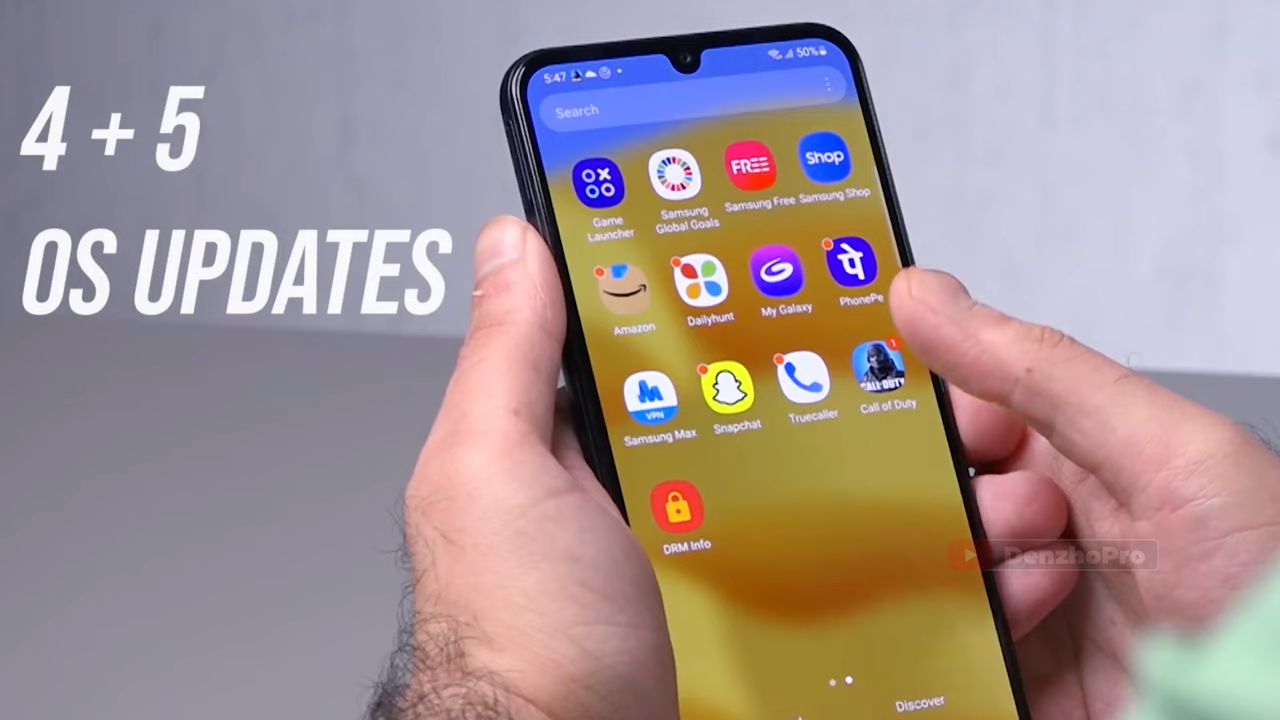 4 + 5
OS UPDATES
5:47
50%
Search
FREE
Shop
Game
Launcher
Samsung
Global Goals
Samsung Free
Samsung Shop
पे
Amazon
Dailyhunt
My Galaxy
PhonePe
VPN
CALL OF DUTY
1
Samsung Max
Snapchat
Truecaller
Call of Duty
DRM Info
DenzhoPro
Discover